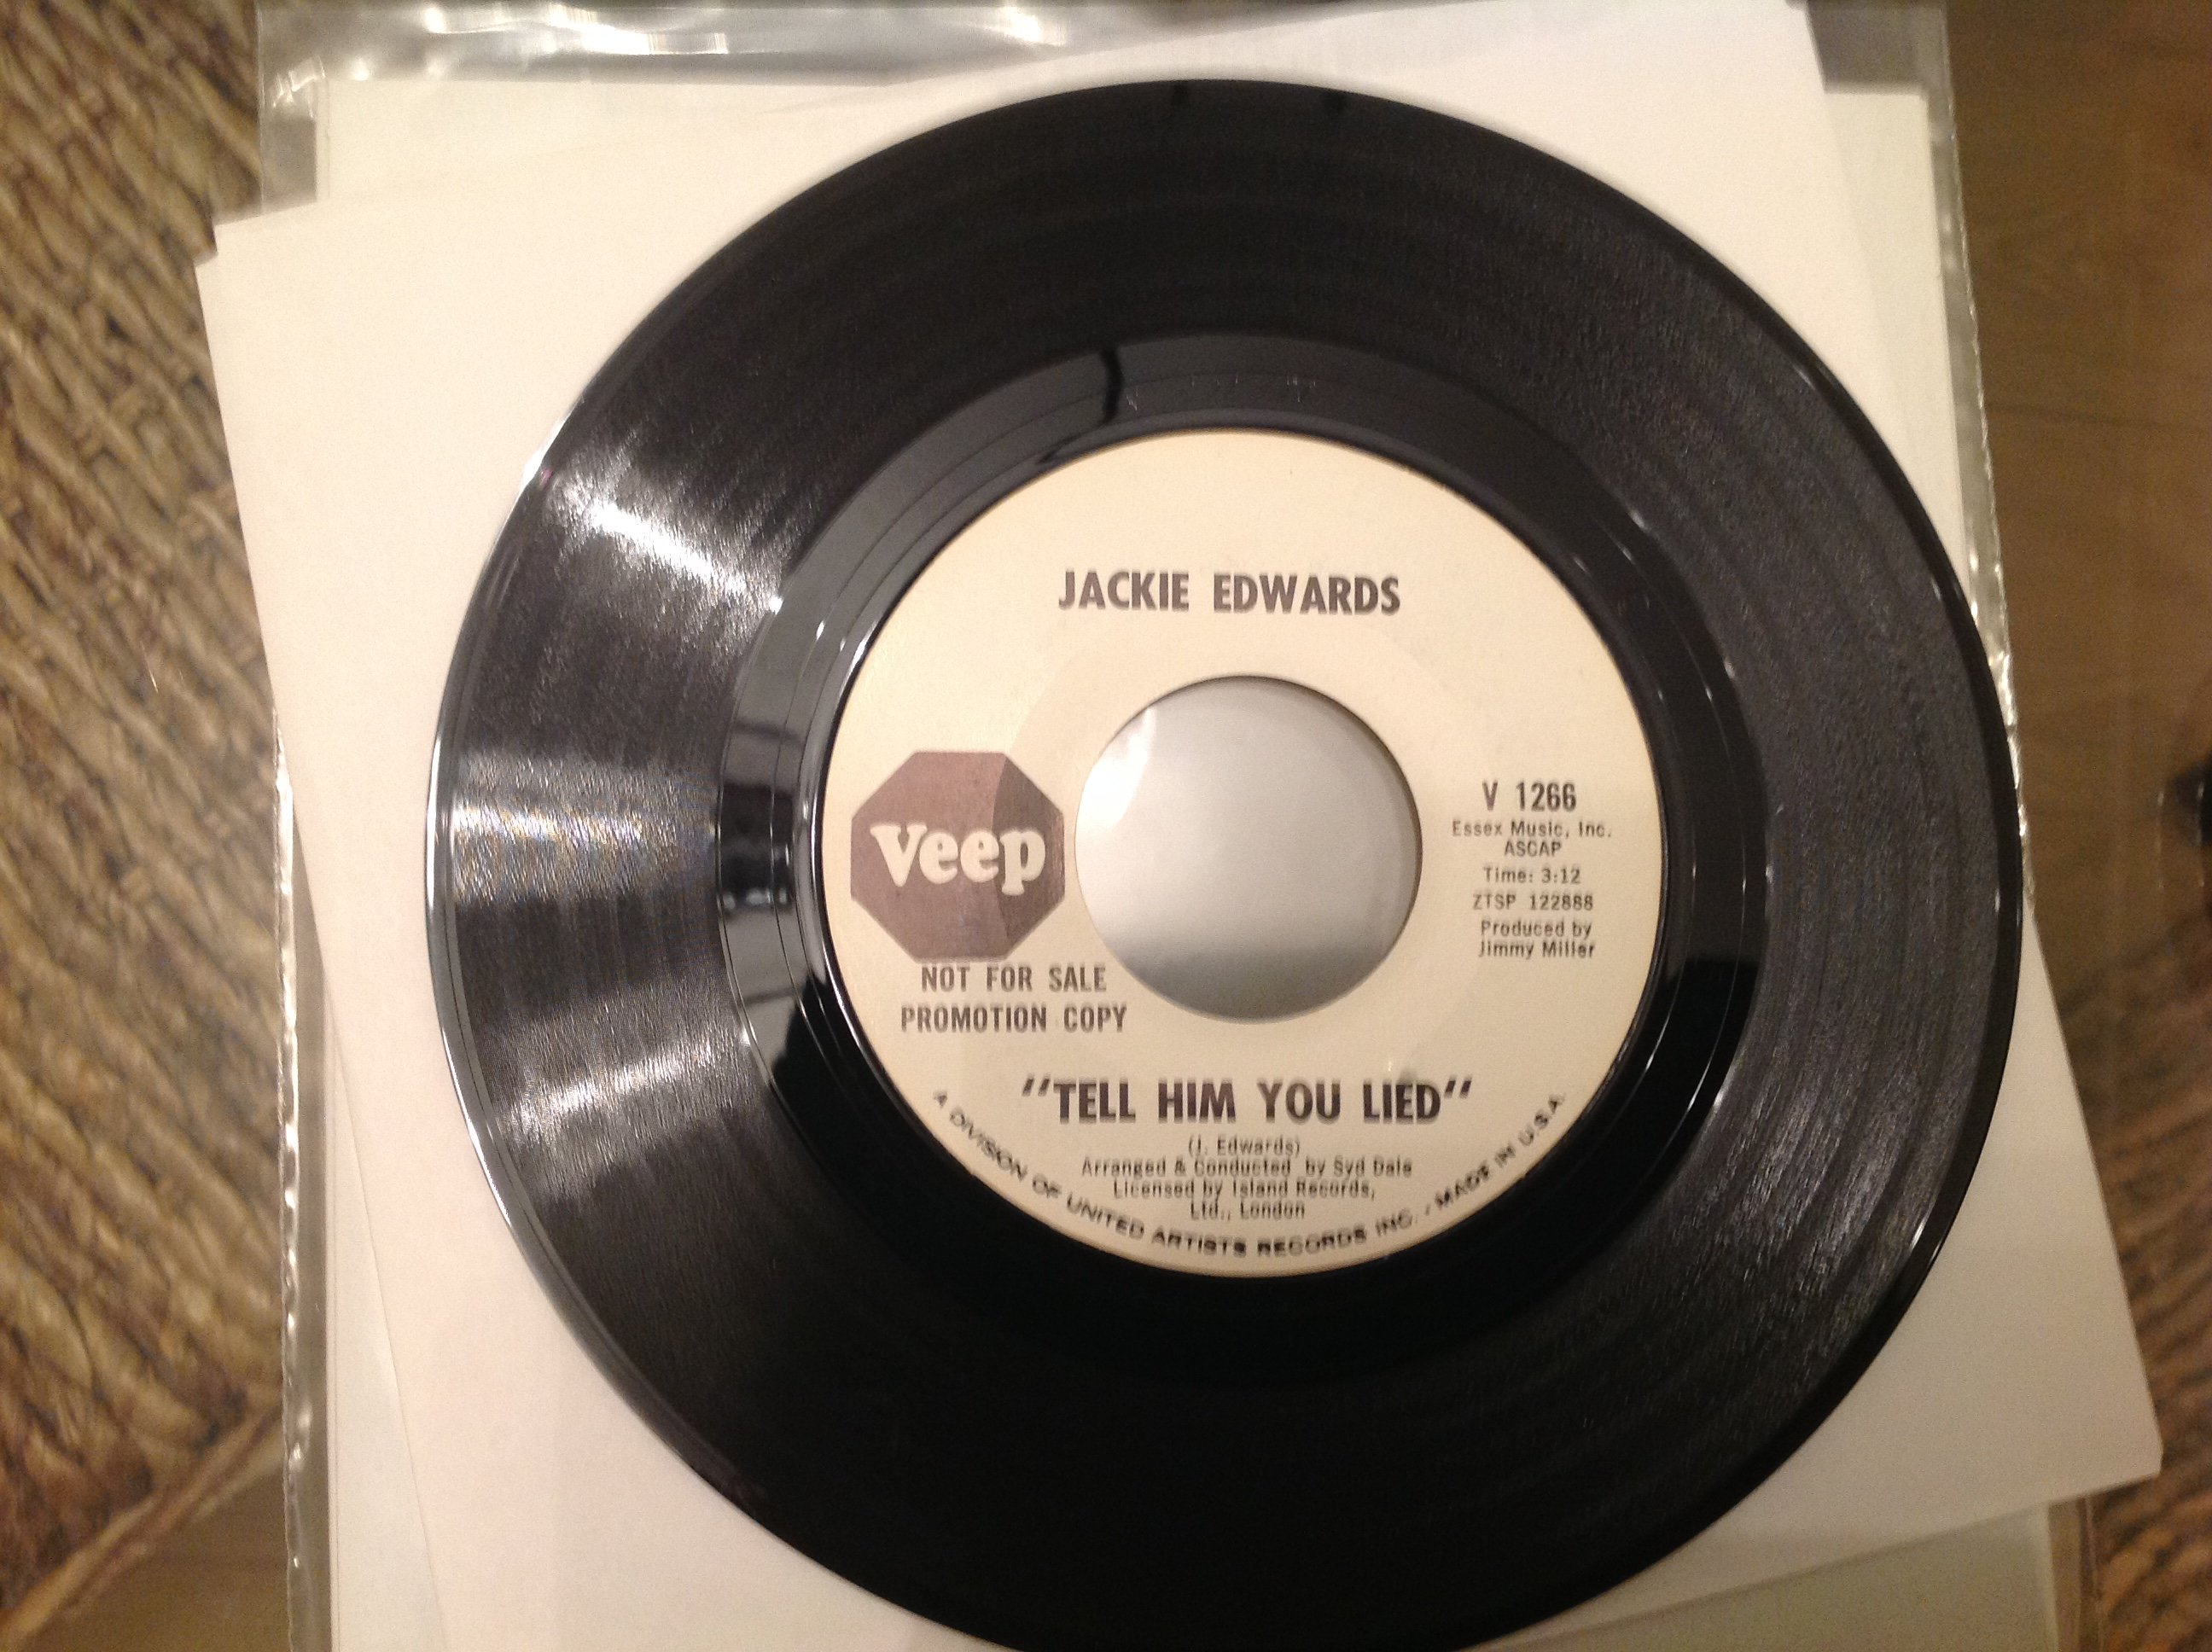 JACKIE EDWARDS
Veep
NOT FOR SALE
PROMOTION COPY
V 1266
Essex Music, Inc.
ASCAP
Time: 3:12
ZTSP 122888
Produced by
Jimmy Miller
"TELL HIM YOU LIED"
(J. Edwards)
Arranged & Conducted by Syd Dale
Licensed by Island Records,
Ltd., London
A DIVISION OF UNITED ARTISTS RECORDS INC. - MADE IN U.S.A.